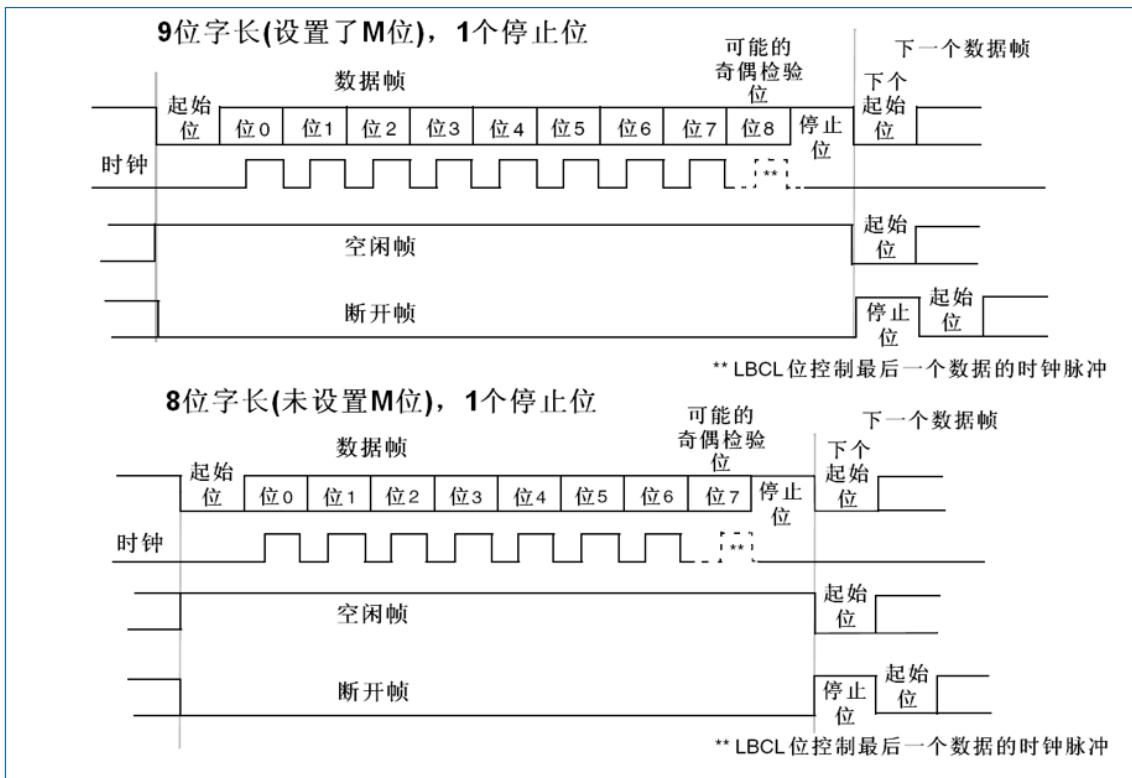 9位字长(设置了M位)，1个停止位
可能的
奇偶检验
位
下一个数据帧
数据帧
下个
起始
位
起始
位
位0 位1 位2 位3 位4 位5 位6 位7 位8
停止
位
时钟
**
空闲帧
起始
位
断开帧
停止
位
起始
位
** LBCL位控制最后一个数据的时钟脉冲
8位字长(未设置M位)，1个停止位
可能的
奇偶检验
位
下一个数据帧
数据帧
下个
起始
位
起始
位
位0 位1 位2 位3 位4 位5 位6 位7
停止
位
时钟
**
空闲帧
起始
位
断开帧
停止
位
起始
位
** LBCL位控制最后一个数据的时钟脉冲